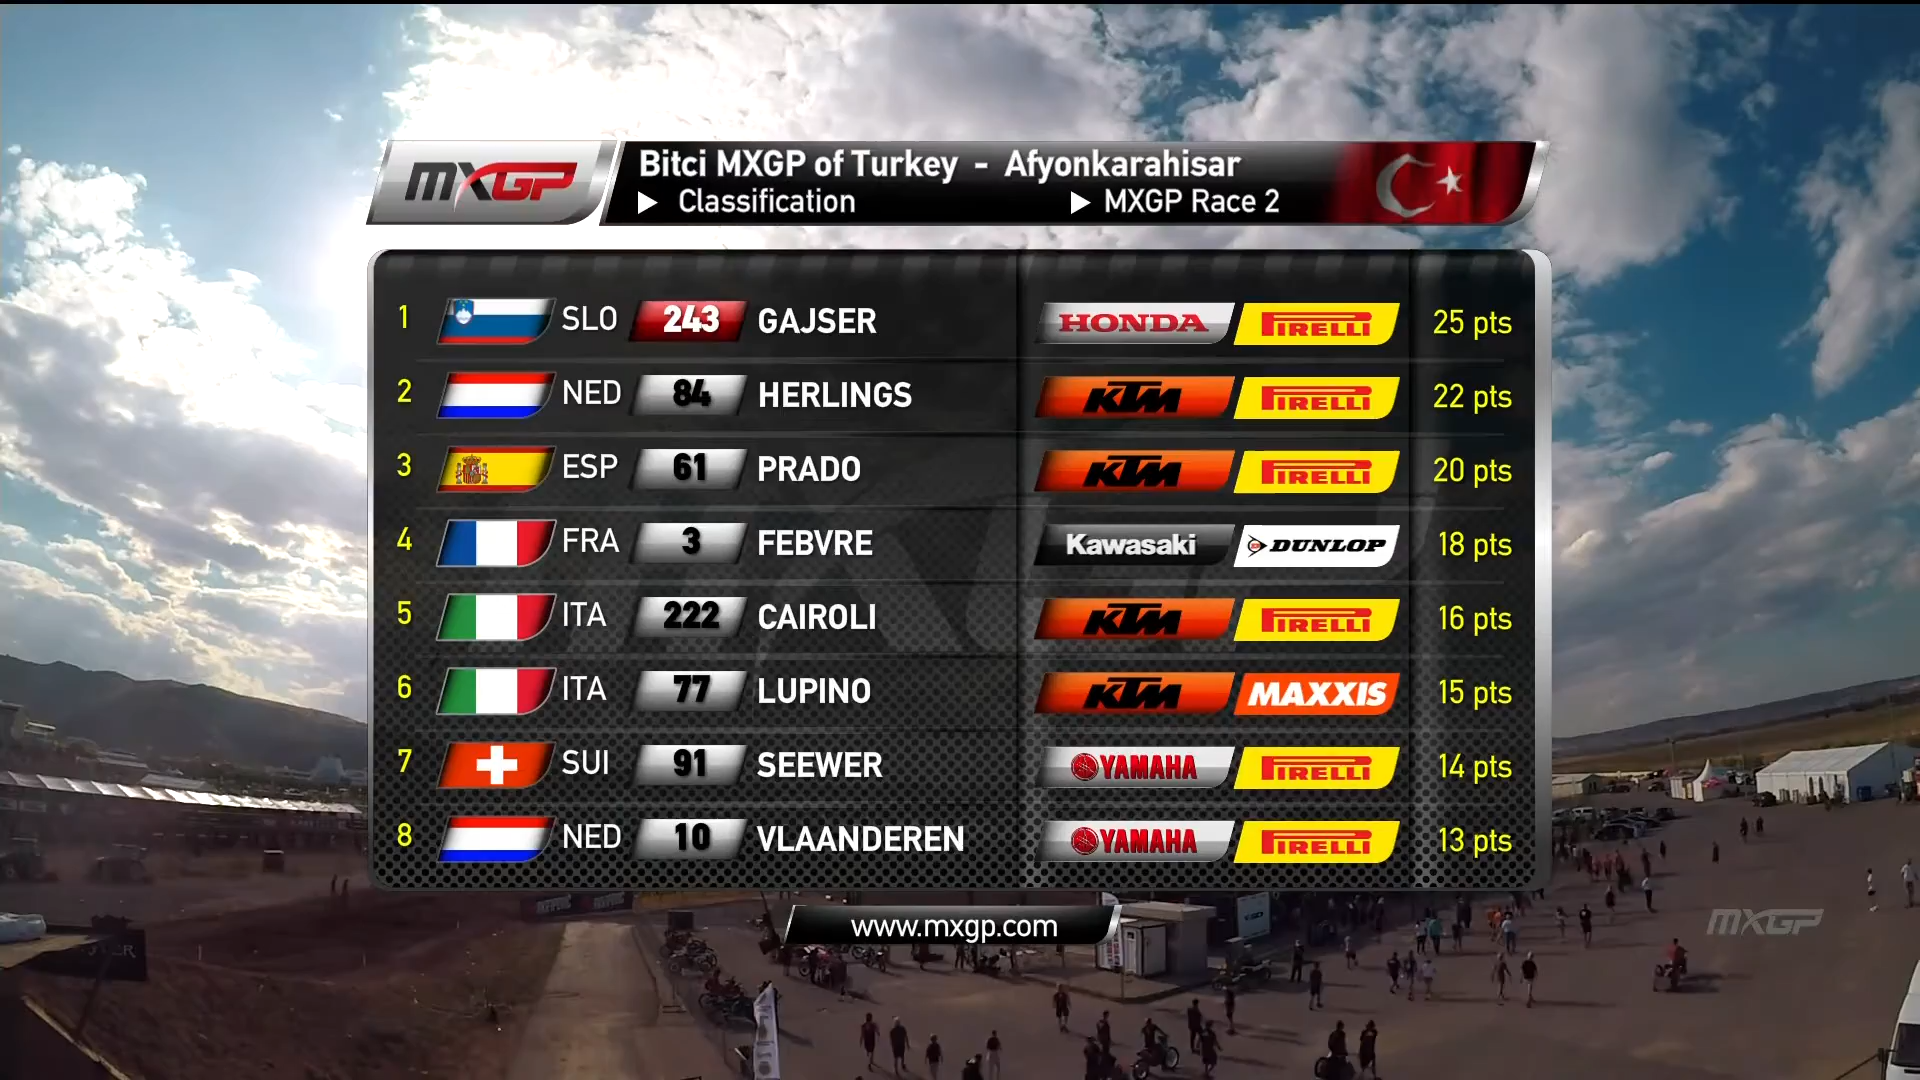 MXGP
Bitci MXGP of Turkey - Afyonkarahisar
Classification MXGP Race 2
1 SLO 243 GAJSER HONDA PIRELLI 25 pts
2 NED 84 HERLINGS KTM PIRELLI 22 pts
3 ESP 61 PRADO KTM PIRELLI 20 pts
4 FRA 3 FEBVRE Kawasaki DUNLOP 18 pts
5 ITA 222 CAIROLI KTM PIRELLI 16 pts
6 ITA 77 LUPINO KTM MAXXIS 15 pts
7 SUI 91 SEEWER YAMAHA PIRELLI 14 pts
8 NED 10 VLAANDEREN YAMAHA PIRELLI 13 pts
www.mxgp.com
MXGP